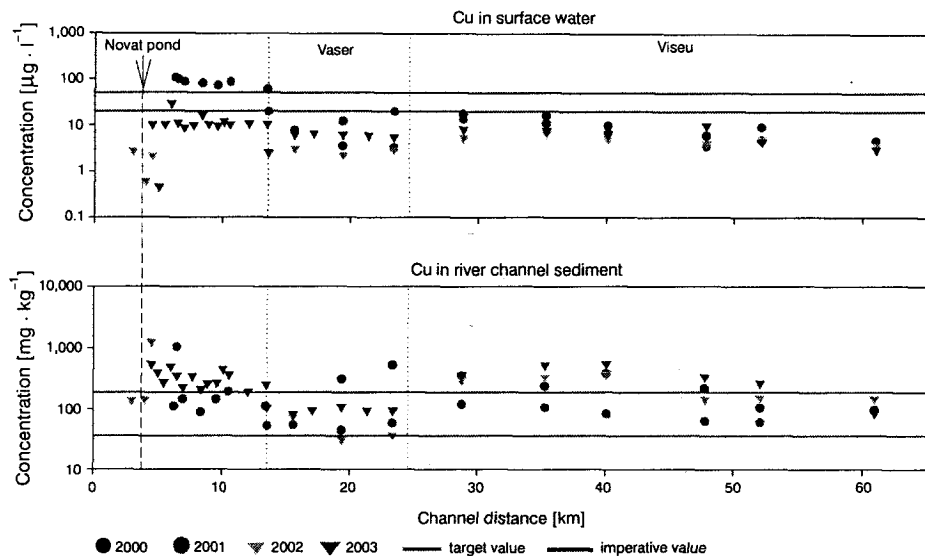 Cu in surface water
Concentration [µg · l⁻¹]
1,000
100
10
1
0.1
Novat pond
Vaser
Viseu
Cu in river channel sediment
Concentration [mg · kg⁻¹]
10,000
1,000
100
10
0
10
20
30
40
50
60
Channel distance [km]
2000
2001
2002
2003
target value
imperative value